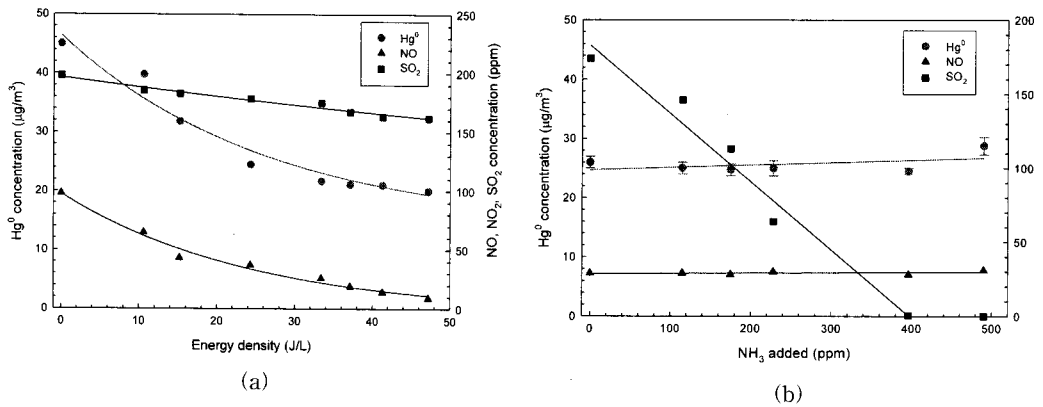 50
40
30
20
10
0
Hg⁰ concentration (μg/m³)
Hg⁰
NO
SO₂
250
200
150
100
50
0
NO, NO₂, SO₂ concentration (ppm)
0 10 20 30 40 50
Energy density (J/L)
(a)
50
40
30
20
10
0
Hg⁰ concentration (μg/m³)
Hg⁰
NO
SO₂
200
150
100
50
0
0 100 200 300 400 500
NH₃ added (ppm)
(b)